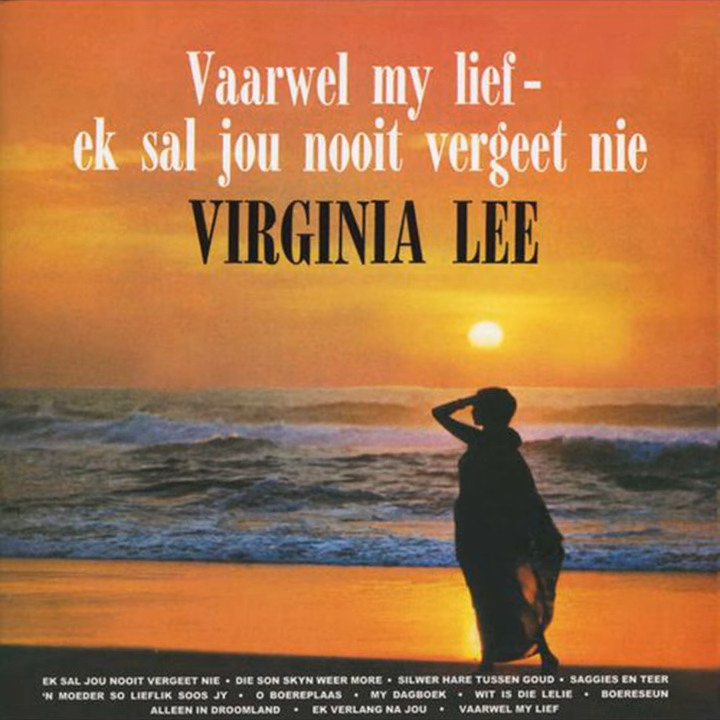 Vaarwel my lief-
ek sal jou nooit vergeet nie
VIRGINIA LEE
EK SAL JOU NOOIT VERGEET NIE • DIE SON SKYN WEER MORE • SILWER HARE TUSSEN GOUD • SAGGIES EN TEER
'N MOEDER SO LIEFLIK SOOS JY • O BOEREPLAAS • MY DAGBOEK • WIT IS DIE LELIE • BOERESEUN
ALLEEN IN DROOMLAND • EK VERLANG NA JOU • VAARWEL MY LIEF